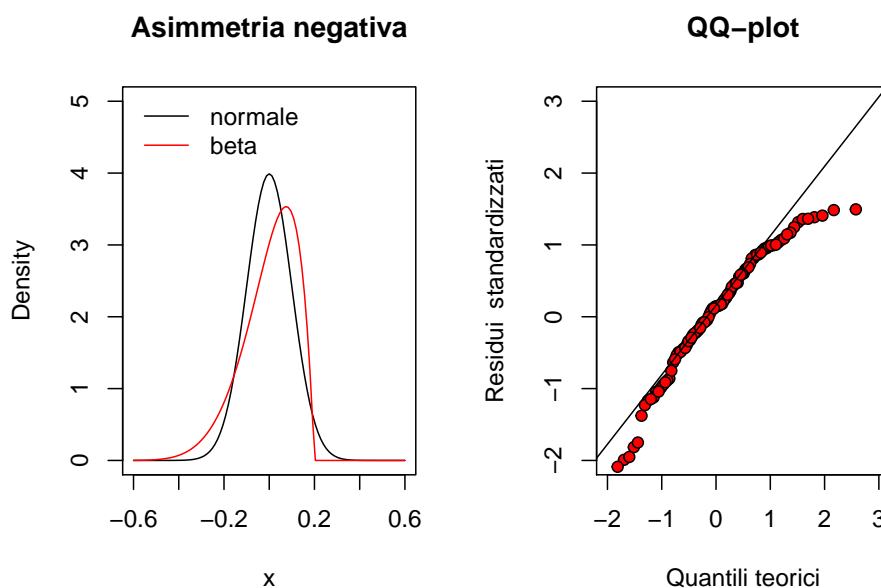 Asimmetria negativa
Density
5
4
3
2
1
0
normale
beta
−0.6
−0.2
0.2
0.6
x
QQ−plot
Residui standardizzati
3
2
1
0
−1
−2
−2
−1
0
1
2
3
Quantili teorici